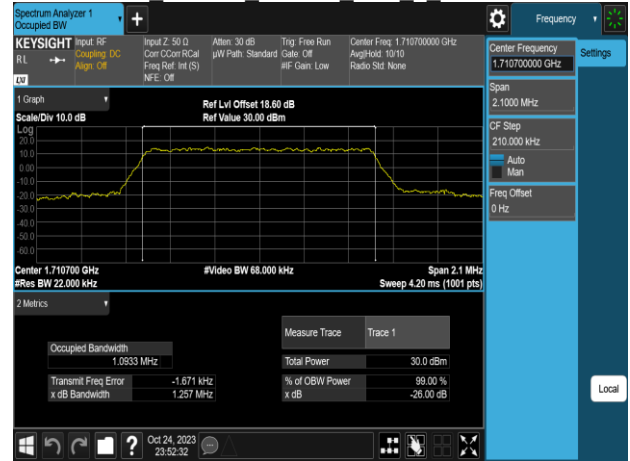 Spectrum Analyzer 1
Occupied BW
+
Frequency
KEYSIGHT
RL
LXI
Input: RF
Coupling: DC
Align: Off
Input Z: 50 Ω
Corr CCorr RCal
Freq Ref: Int (S)
NFE: Off
Atten: 30 dB
µW Path: Standard
Trig: Free Run
Gate: Off
#IF Gain: Low
Center Freq: 1.710700000 GHz
Avg|Hold: 10/10
Radio Std: None
Center Frequency
1.710700000 GHz
Settings
Span
2.1000 MHz
CF Step
210.000 kHz
Auto
Man
Freq Offset
0 Hz
Local
1 Graph
Scale/Div 10.0 dB
Ref Lvl Offset 18.60 dB
Ref Value 30.00 dBm
Log
20.0
10.0
0.00
-10.0
-20.0
-30.0
-40.0
-50.0
-60.0
Center 1.710700 GHz
#Video BW 68.000 kHz
Span 2.1 MHz
#Res BW 22.000 kHz
Sweep 4.20 ms (1001 pts)
2 Metrics
Measure Trace
Trace 1
Occupied Bandwidth
1.0933 MHz
Total Power
30.0 dBm
Transmit Freq Error
-1.671 kHz
% of OBW Power
99.00 %
x dB Bandwidth
1.257 MHz
x dB
-26.00 dB
?
Oct 24, 2023
23:52:32